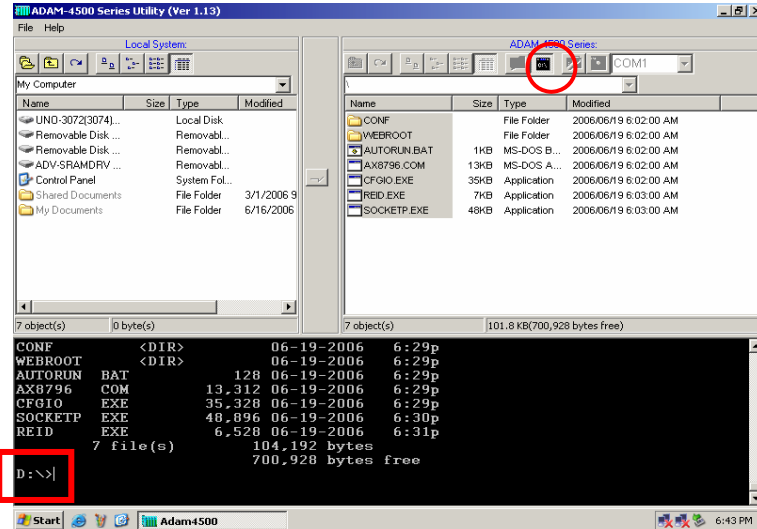 ADAM-4500 Series Utility (Ver 1.13)
File Help
Local System:
ADAM-4500 Series:
COM1
My Computer
\
Name Size Type Modified
UNO-3072(3074)... Local Disk
Removable Disk ... Removabl...
Removable Disk ... Removabl...
ADV-SRAMDRV ... Removabl...
Control Panel System Fol...
Shared Documents File Folder 3/1/2006 9
My Documents File Folder 6/16/2006
Name Size Type Modified
CONF File Folder 2006/06/19 6:02:00 AM
WEBROOT File Folder 2006/06/19 6:02:00 AM
AUTORUN.BAT 1KB MS-DOS B... 2006/06/19 6:02:00 AM
AX8796.COM 13KB MS-DOS A... 2006/06/19 6:02:00 AM
CFGIO.EXE 35KB Application 2006/06/19 6:02:00 AM
REID.EXE 7KB Application 2006/06/19 6:03:00 AM
SOCKETP.EXE 48KB Application 2006/06/19 6:03:00 AM
7 object(s) 0 byte(s)
7 object(s) 101.8 KB(700,928 bytes free)
CONF <DIR> 06-19-2006 6:29p
WEBROOT <DIR> 06-19-2006 6:29p
AUTORUN BAT 128 06-19-2006 6:29p
AX8796 COM 13,312 06-19-2006 6:29p
CFGIO EXE 35,328 06-19-2006 6:29p
SOCKETP EXE 48,896 06-19-2006 6:30p
REID EXE 6,528 06-19-2006 6:31p
7 file(s) 104,192 bytes
700,928 bytes free
D:\>
Start Adam4500 6:43 PM